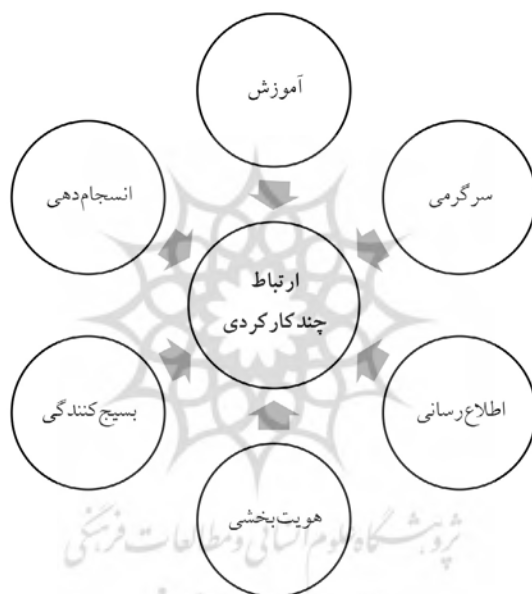 آموزش
سرگرمی
انسجام‌دهی
ارتباط
چندکارکردی
اطلاع‌رسانی
بسیج‌کنندگی
هویت‌بخشی
پژوهشگاه علوم انسانی و مطالعات فرهنگی